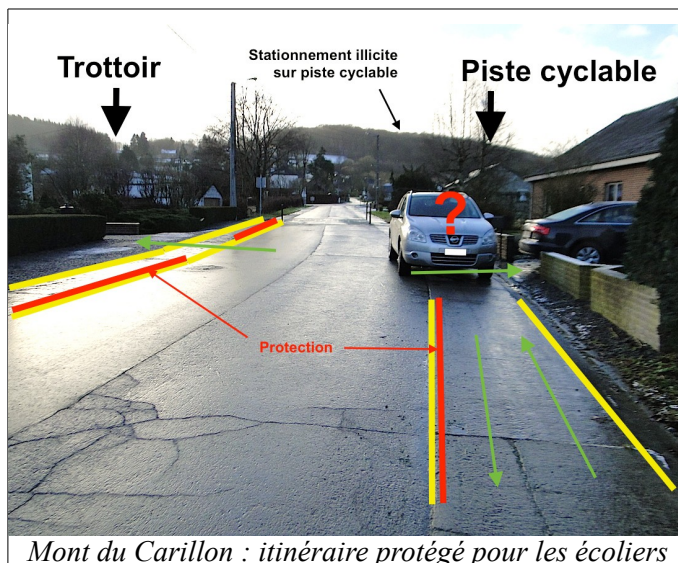 Trottoir
Stationnement illicite
sur piste cyclable
Piste cyclable
?
Protection
Mont du Carillon : itinéraire protégé pour les écoliers